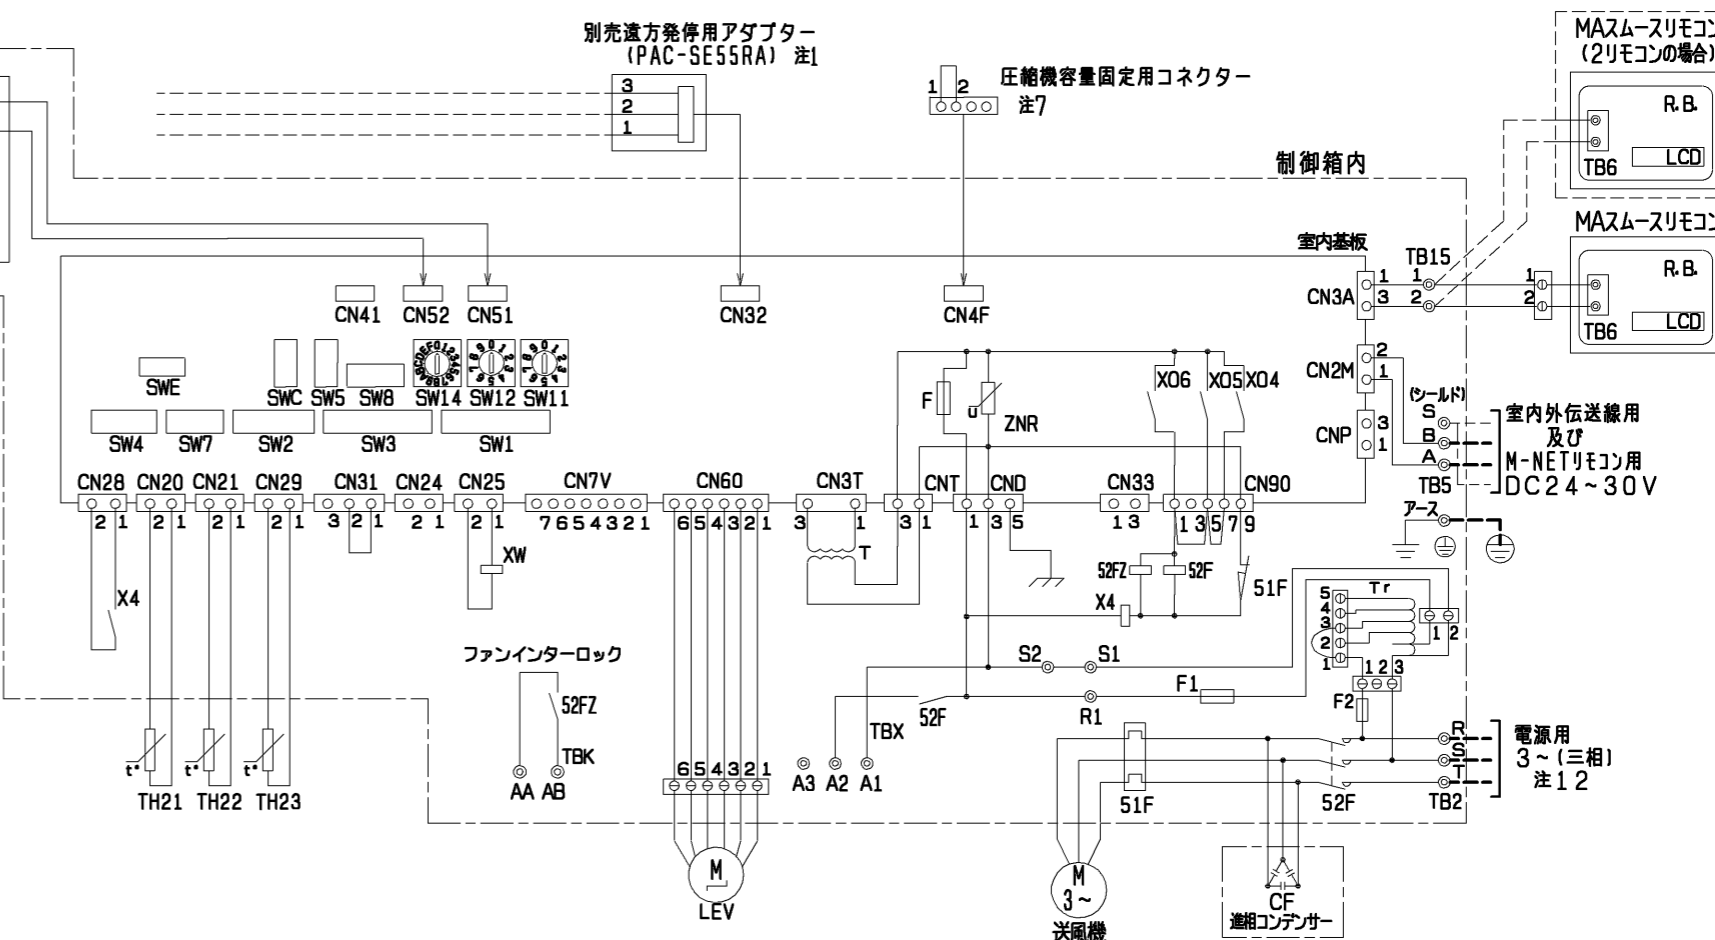 別売遠方発停用アダプター
(PAC-SE55RA) 注1
3
2
1
1 2
圧縮機容量固定用コネクター
注7
MAスムースリモコン
(2リモコンの場合)
R.B.
LCD
TB6
制御箱内
MAスムースリモコン
R.B.
LCD
TB6
室内基板
TB15
CN3A
1 1 1
3 2 2
CN41 CN52 CN51 CN32 CN4F
SWE SWC SW5 SW8 SW14 SW12 SW11
SW4 SW7 SW2 SW3 SW1
F u ZNR
X06 X05 X04
CN2M
2
1
CNP
3
1
(シールド)
S
B
A
TB5
室内外伝送線用
及び
M-NETリモコン用
DC24~30V
アース
CN28 CN20 CN21 CN29 CN31 CN24 CN25 CN7V CN60 CN3T CNT CND CN33 CN90
2 1 2 1 2 1 2 1 3 2 1 2 1 2 1 7 6 5 4 3 2 1 6 5 4 3 2 1 3 1 3 1 1 3 5 1 3 1 3 5 7 9
X4
XW
T
52FZ 52F
51F
X4
Tr
5
4
3
2
1
1 2
1 2 3
F2
ファンインターロック
52FZ
TBK
AA AB
S2 S1
F1
R1
52F
TBX
A3 A2 A1
t° t° t°
TH21 TH22 TH23
6 5 4 3 2 1
M
LEV
51F
52F
R
S
T
TB2
電源用
3~(三相)
注12
M
3~
送風機
CF
進相コンデンサー